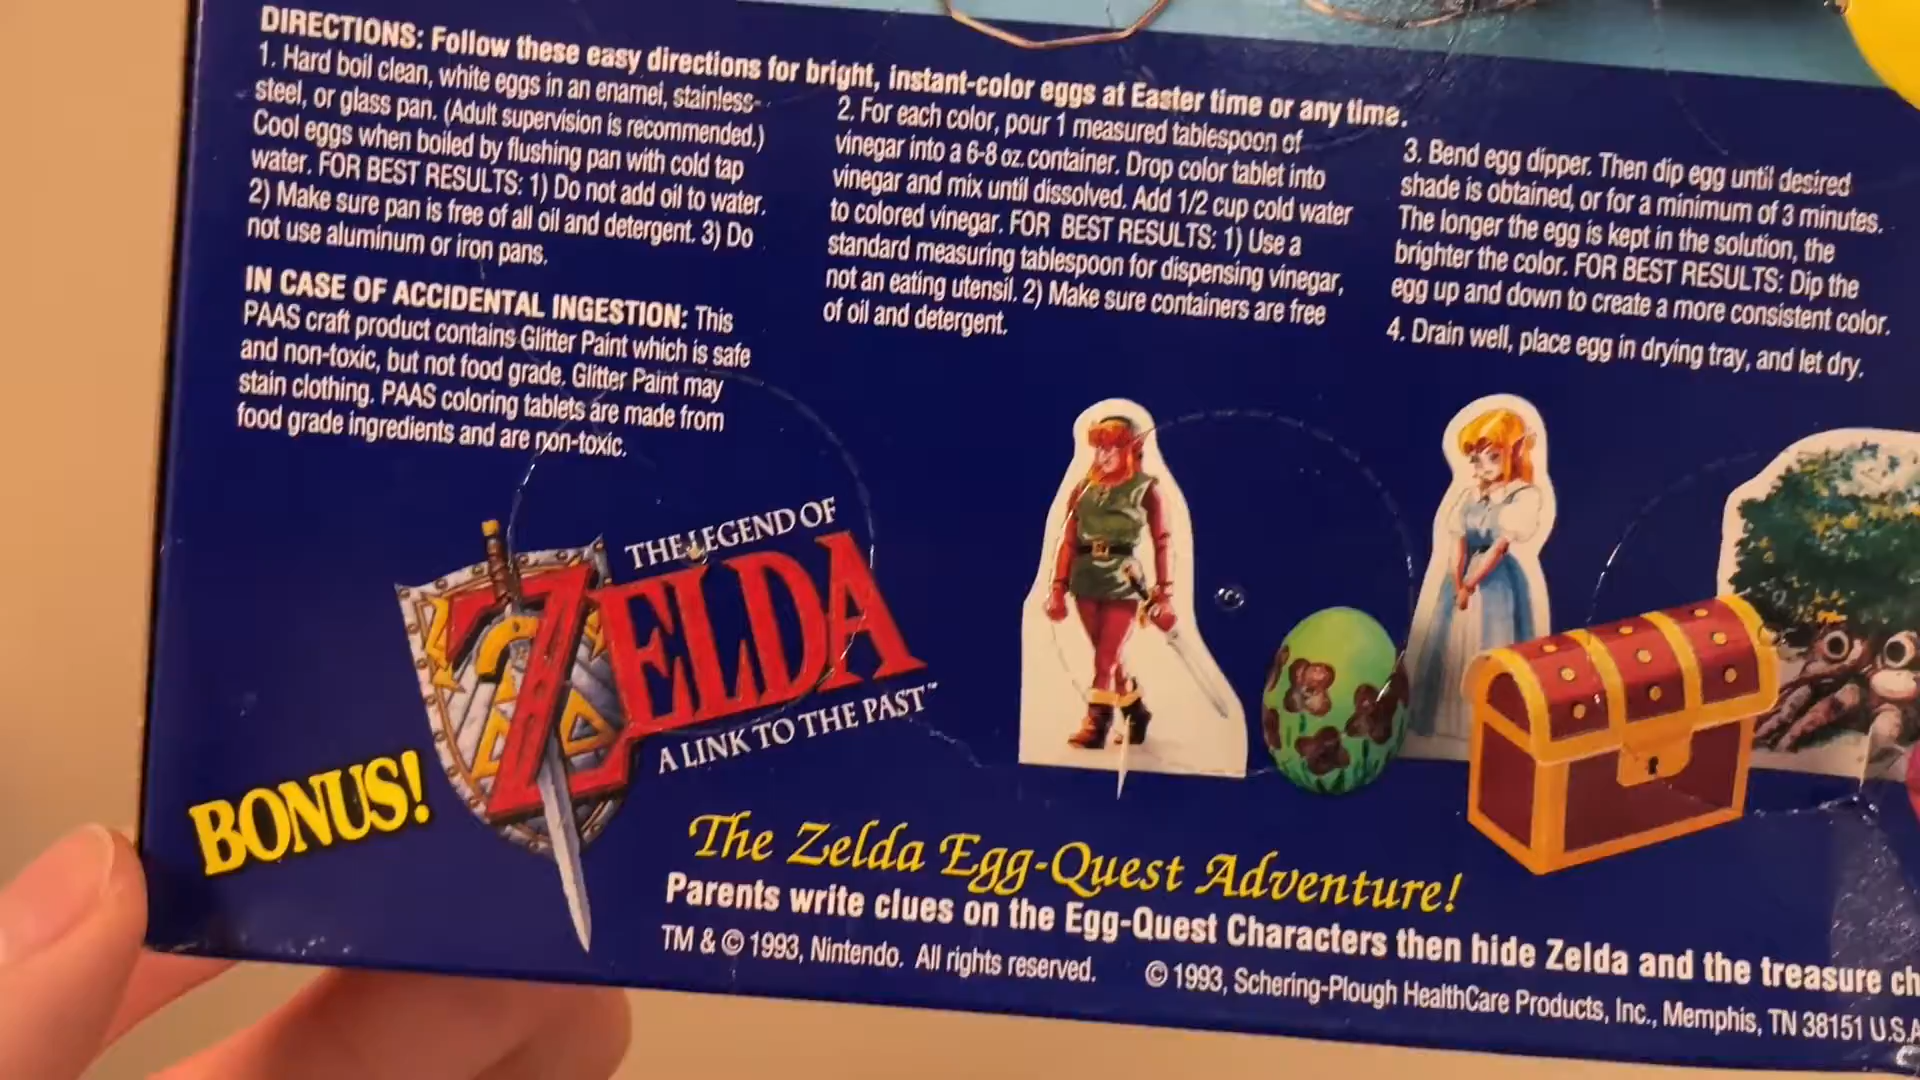 DIRECTIONS: Follow these easy directions for bright, instant-color eggs at Easter time or any time.
1. Hard boil clean, white eggs in an enamel, stainless-
steel, or glass pan. (Adult supervision is recommended.)
Cool eggs when boiled by flushing pan with cold tap
water. FOR BEST RESULTS: 1) Do not add oil to water.
2) Make sure pan is free of all oil and detergent. 3) Do
not use aluminum or iron pans.
IN CASE OF ACCIDENTAL INGESTION: This
PAAS craft product contains Glitter Paint which is safe
and non-toxic, but not food grade. Glitter Paint may
stain clothing. PAAS coloring tablets are made from
food grade ingredients and are non-toxic.
2. For each color, pour 1 measured tablespoon of
vinegar into a 6-8 oz. container. Drop color tablet into
vinegar and mix until dissolved. Add 1/2 cup cold water
to colored vinegar. FOR BEST RESULTS: 1) Use a
standard measuring tablespoon for dispensing vinegar,
not an eating utensil. 2) Make sure containers are free
of oil and detergent.
3. Bend egg dipper. Then dip egg until desired
shade is obtained, or for a minimum of 3 minutes.
The longer the egg is kept in the solution, the
brighter the color. FOR BEST RESULTS: Dip the
egg up and down to create a more consistent color.
4. Drain well, place egg in drying tray, and let dry.
BONUS!
THE LEGEND OF
ZELDA
A LINK TO THE PAST™
The Zelda Egg-Quest Adventure!
Parents write clues on the Egg-Quest Characters then hide Zelda and the treasure ch
TM & © 1993, Nintendo. All rights reserved.
© 1993, Schering-Plough HealthCare Products, Inc., Memphis, TN 38151 U.S.A